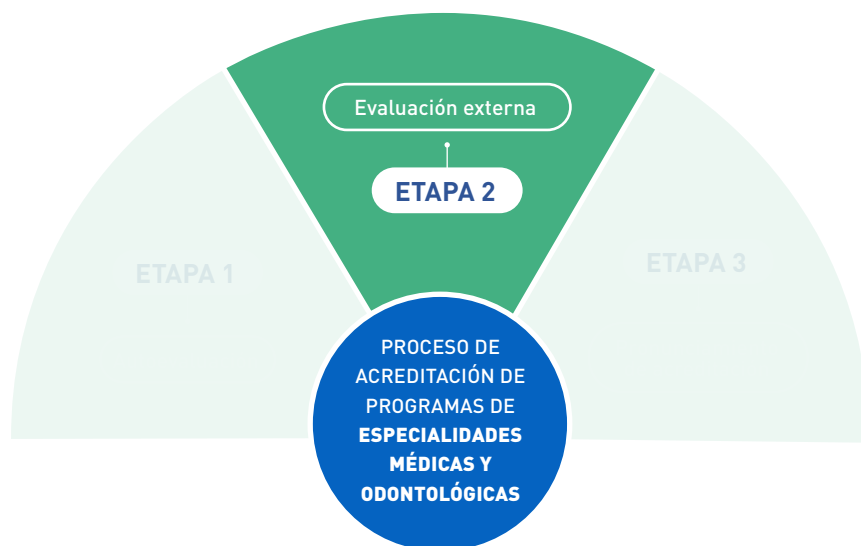 Evaluación externa
ETAPA 2
ETAPA 1
ETAPA 3
PROCESO DE
ACREDITACIÓN DE
PROGRAMAS DE
ESPECIALIDADES
MÉDICAS Y
ODONTOLÓGICAS